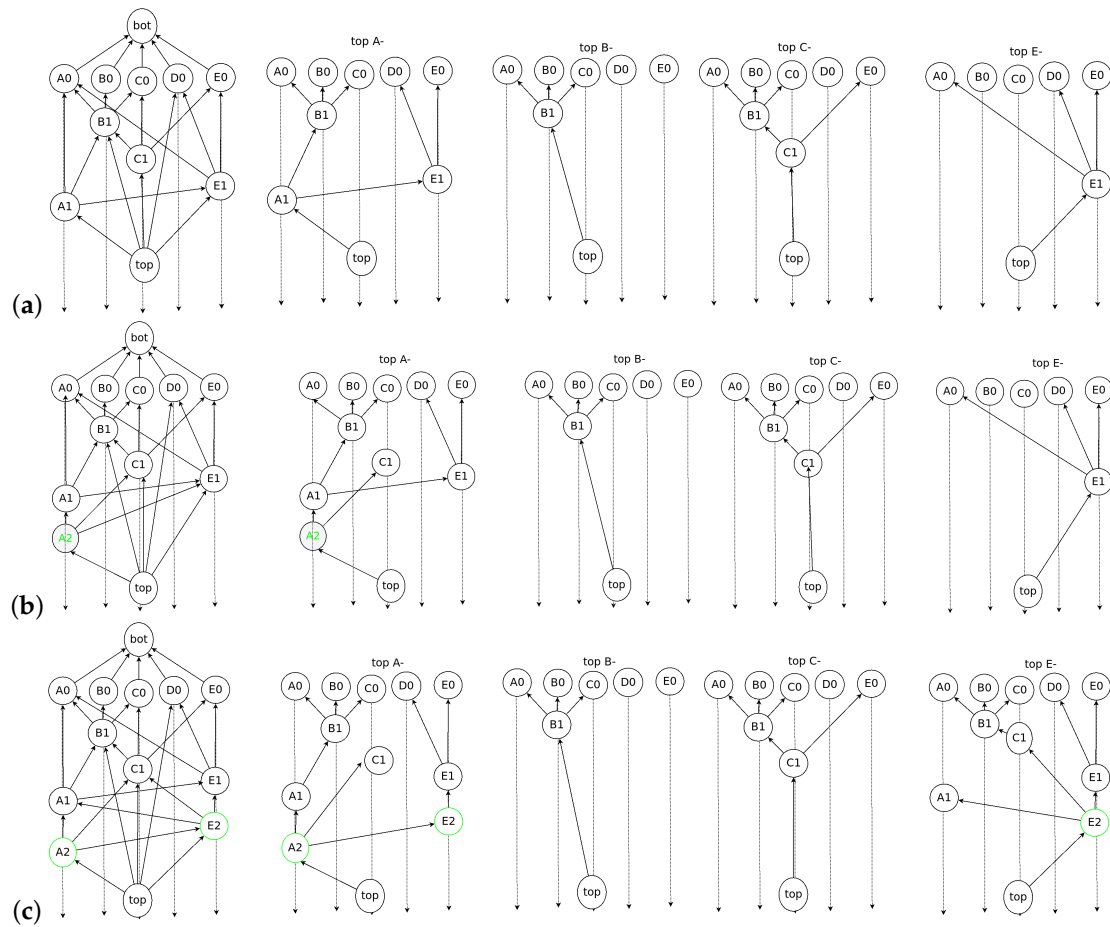 bot
top A- top B- top C- top E-
A0 B0 C0 D0 E0 A0 B0 C0 D0 E0 A0 B0 C0 D0 E0 A0 B0 C0 D0 E0 A0 B0 C0 D0 E0
B1 B1 B1 B1
C1 C1
E1 E1 E1
A1 A1
top top top top top
(a)
bot
top A- top B- top C- top E-
A0 B0 C0 D0 E0 A0 B0 C0 D0 E0 A0 B0 C0 D0 E0 A0 B0 C0 D0 E0 A0 B0 C0 D0 E0
B1 B1 B1 B1
C1 C1 C1
E1 E1 E1
A1 A1
A2 A2
top top top top top
(b)
bot
top A- top B- top C- top E-
A0 B0 C0 D0 E0 A0 B0 C0 D0 E0 A0 B0 C0 D0 E0 A0 B0 C0 D0 E0 A0 B0 C0 D0 E0
B1 B1 B1 B1 B1
C1 C1 C1 C1
E1 E1 E1
A1 A1 A1
E2 E2 E2
A2 A2
top top top top top
(c)